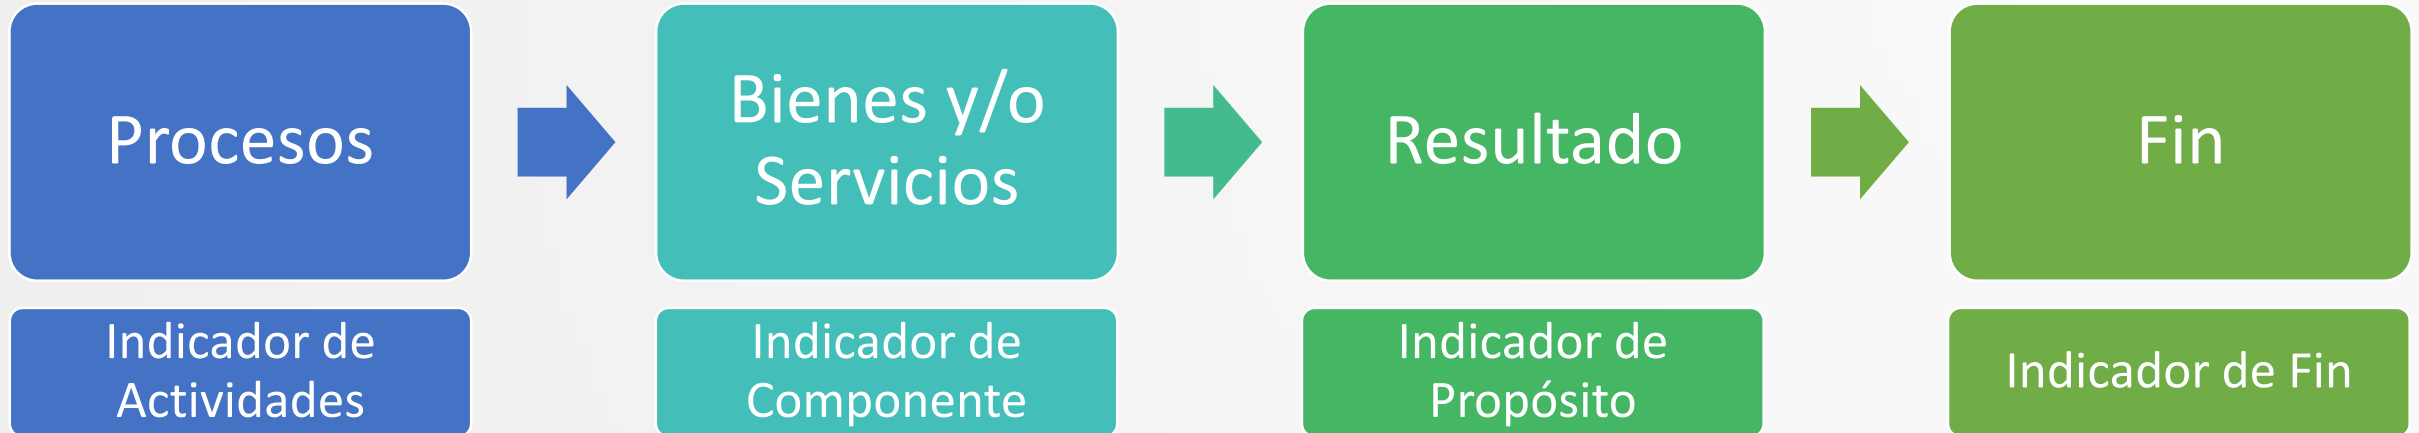 Procesos
Bienes y/o
Servicios
Resultado
Fin
Indicador de
Actividades
Indicador de
Componente
Indicador de
Propósito
Indicador de Fin